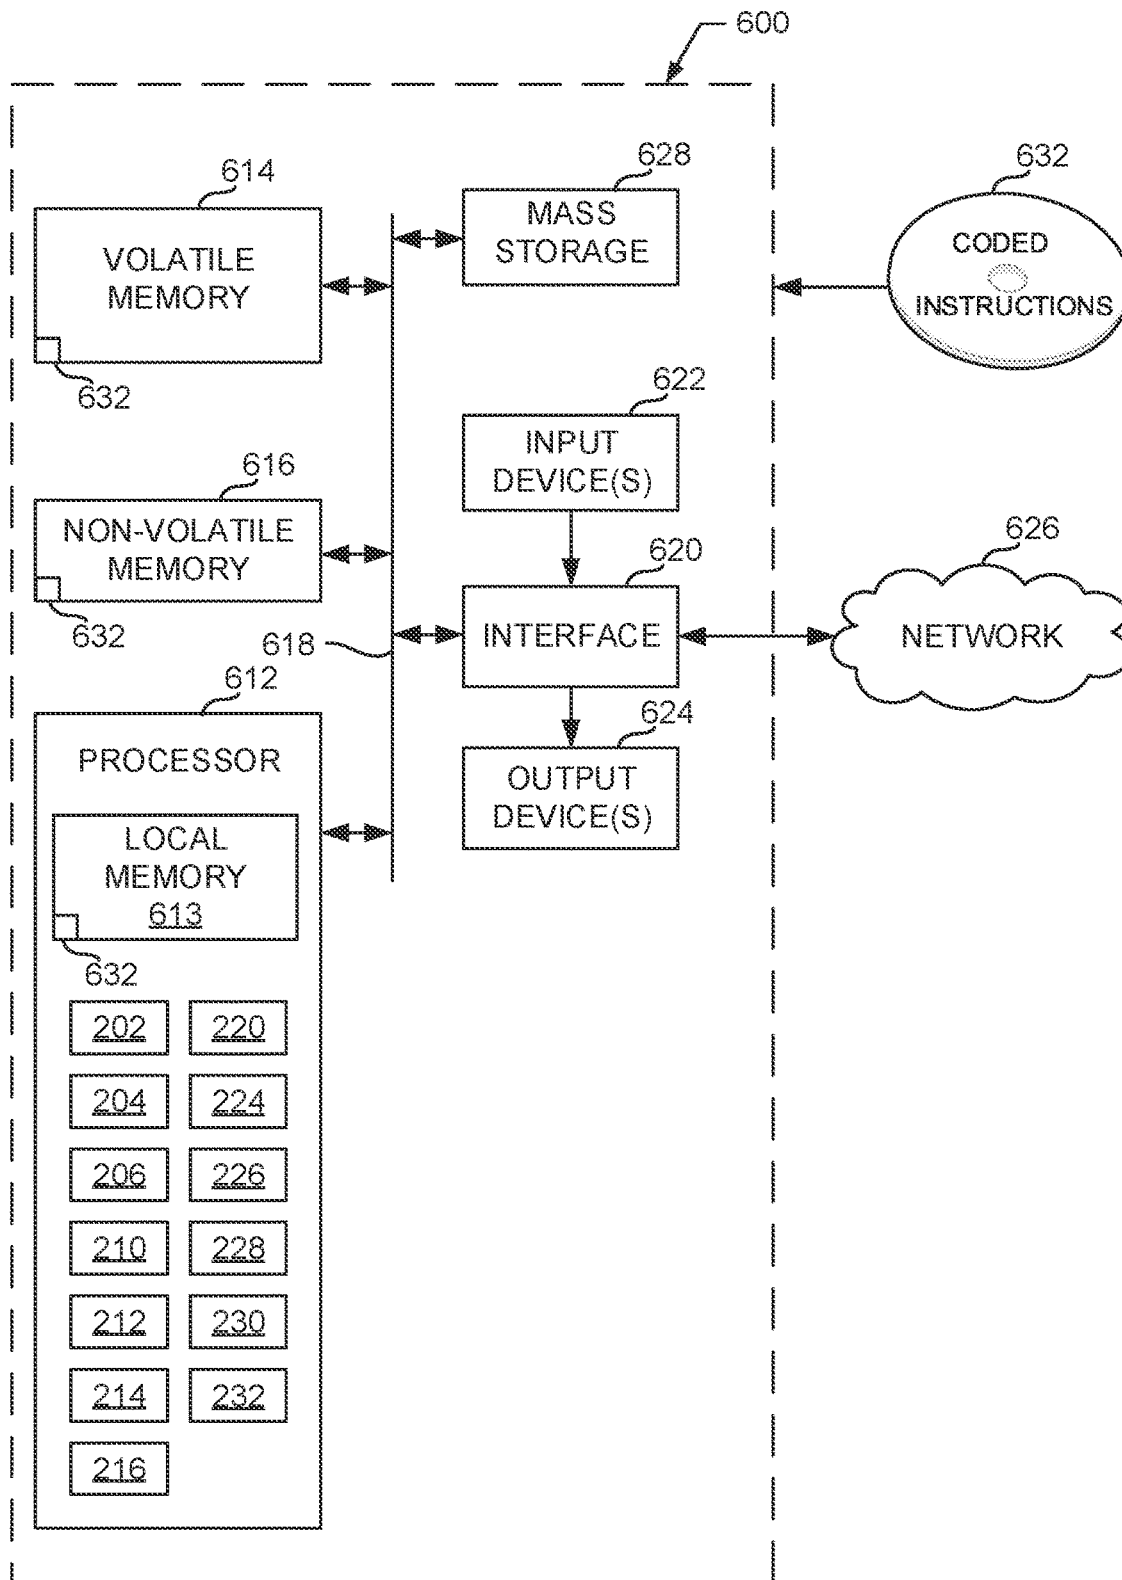 600
614
VOLATILE
MEMORY
632
628
MASS
STORAGE
632
CODED
INSTRUCTIONS
622
INPUT
DEVICE(S)
616
NON-VOLATILE
MEMORY
632
620
INTERFACE
618
626
NETWORK
612
PROCESSOR
LOCAL
MEMORY
613
632
624
OUTPUT
DEVICE(S)
202 220
204 224
206 226
210 228
212 230
214 232
216